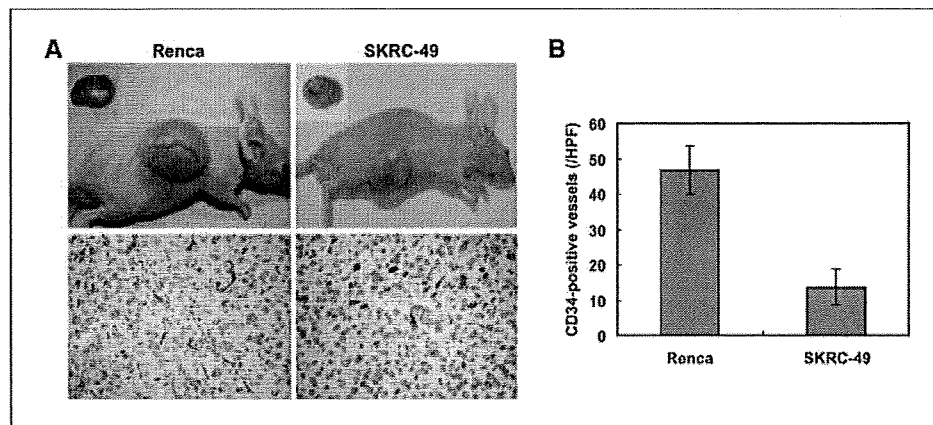 A
Renca
SKRC-49
B
CD34-positive vessels (/HPF)
60
50
40
30
20
10
0
Renca
SKRC-49